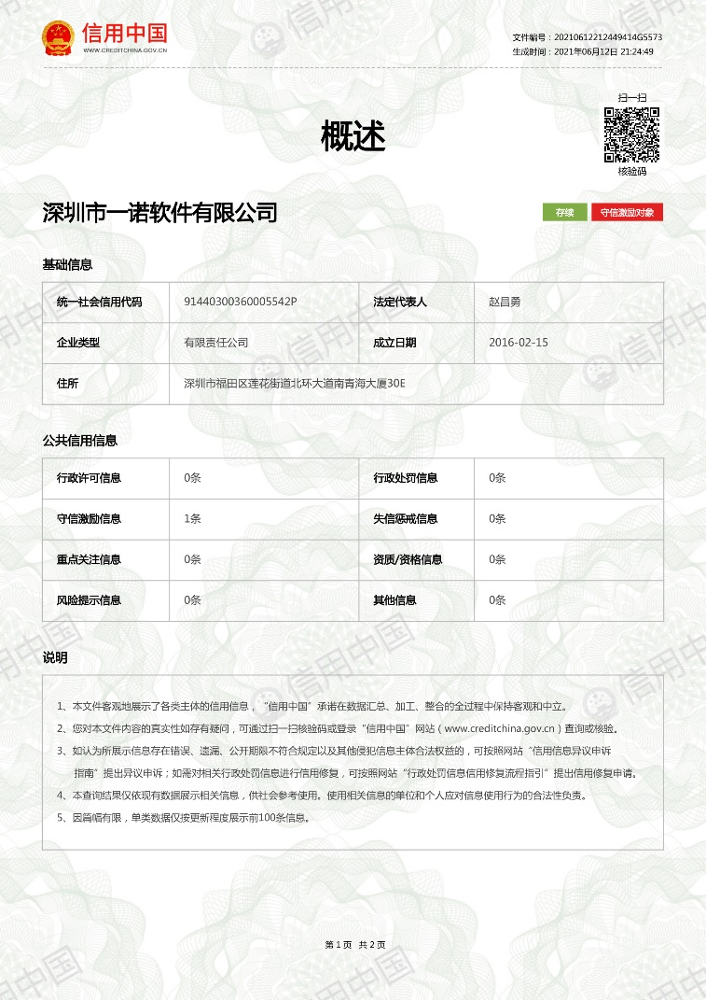 信用中国
WWW.CREDITCHINA.GOV.CN
文件编号：20210612212449414G5573
生成时间：2021年06月12日 21:24:49
扫一扫
核验码
概述
深圳市一诺软件有限公司
存续 守信激励对象
基础信息
统一社会信用代码 91440300360005542P 法定代表人 赵昌勇
企业类型 有限责任公司 成立日期 2016-02-15
住所 深圳市福田区莲花街道北环大道南青海大厦30E
公共信用信息
行政许可信息 0条 行政处罚信息 0条
守信激励信息 1条 失信惩戒信息 0条
重点关注信息 0条 资质/资格信息 0条
风险提示信息 0条 其他信息 0条
说明
1、本文件客观地展示了各类主体的信用信息，“信用中国”承诺在数据汇总、加工、整合的全过程中保持客观和中立。
2、您对本文件内容的真实性如存有疑问，可通过扫一扫核验码或登录“信用中国”网站（www.creditchina.gov.cn）查询或核验。
3、如认为所展示信息存在错误、遗漏、公开期限不符合规定以及其他侵犯信息主体合法权益的，可按照网站“信用信息异议申诉
指南”提出异议申诉；如需对相关行政处罚信息进行信用修复，可按照网站“行政处罚信息信用修复流程指引”提出信用修复申请。
4、本查询结果仅依现有数据展示相关信息，供社会参考使用。使用相关信息的单位和个人应对信息使用行为的合法性负责。
5、因篇幅有限，单类数据仅按更新程度展示前100条信息。
第 1 页 共 2 页